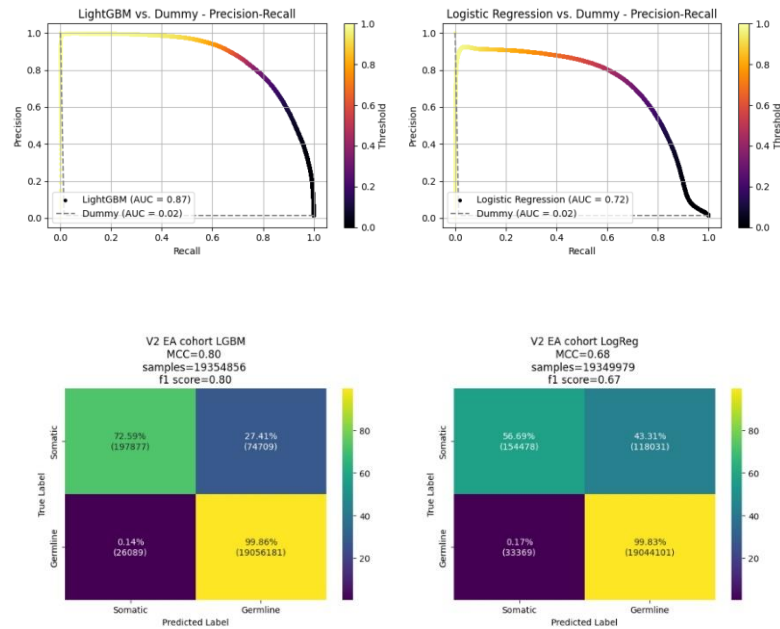 LightGBM vs. Dummy - Precision-Recall
1.0
0.8
0.6
0.4
0.2
0.0
Precision
0.0 0.2 0.4 0.6 0.8 1.0
Recall
LightGBM (AUC = 0.87)
Dummy (AUC = 0.02)
1.0
0.8
0.6
0.4
0.2
0.0
Threshold
Logistic Regression vs. Dummy - Precision-Recall
1.0
0.8
0.6
0.4
0.2
0.0
Precision
0.0 0.2 0.4 0.6 0.8 1.0
Recall
Logistic Regression (AUC = 0.72)
Dummy (AUC = 0.02)
1.0
0.8
0.6
0.4
0.2
0.0
Threshold
V2 EA cohort LGBM
MCC=0.80
samples=19354856
f1 score=0.80
True Label
Somatic
Germline
72.59%
(197877)
27.41%
(74709)
0.14%
(26089)
99.86%
(19056181)
Somatic Germline
Predicted Label
80
60
40
20
V2 EA cohort LogReg
MCC=0.68
samples=19349979
f1 score=0.67
True Label
Somatic
Germline
56.69%
(154478)
43.31%
(118031)
0.17%
(33369)
99.83%
(19044101)
Somatic Germline
Predicted Label
80
60
40
20